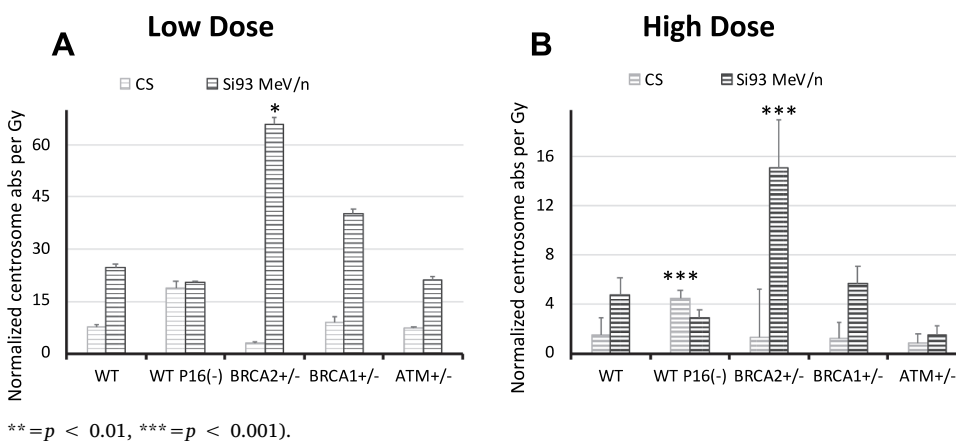 Low Dose
High Dose
A
B
CS
Si93 MeV/n
CS
Si93 MeV/n
Normalized centrosome abs per Gy
60
45
30
15
0
*
WT
WT P16(-)
BRCA2+/-
BRCA1+/-
ATM+/-
Normalized centrosome abs per Gy
16
12
8
4
0
***
***
WT
WT P16(-)
BRCA2+/-
BRCA1+/-
ATM+/-
**=p < 0.01, ***=p < 0.001).